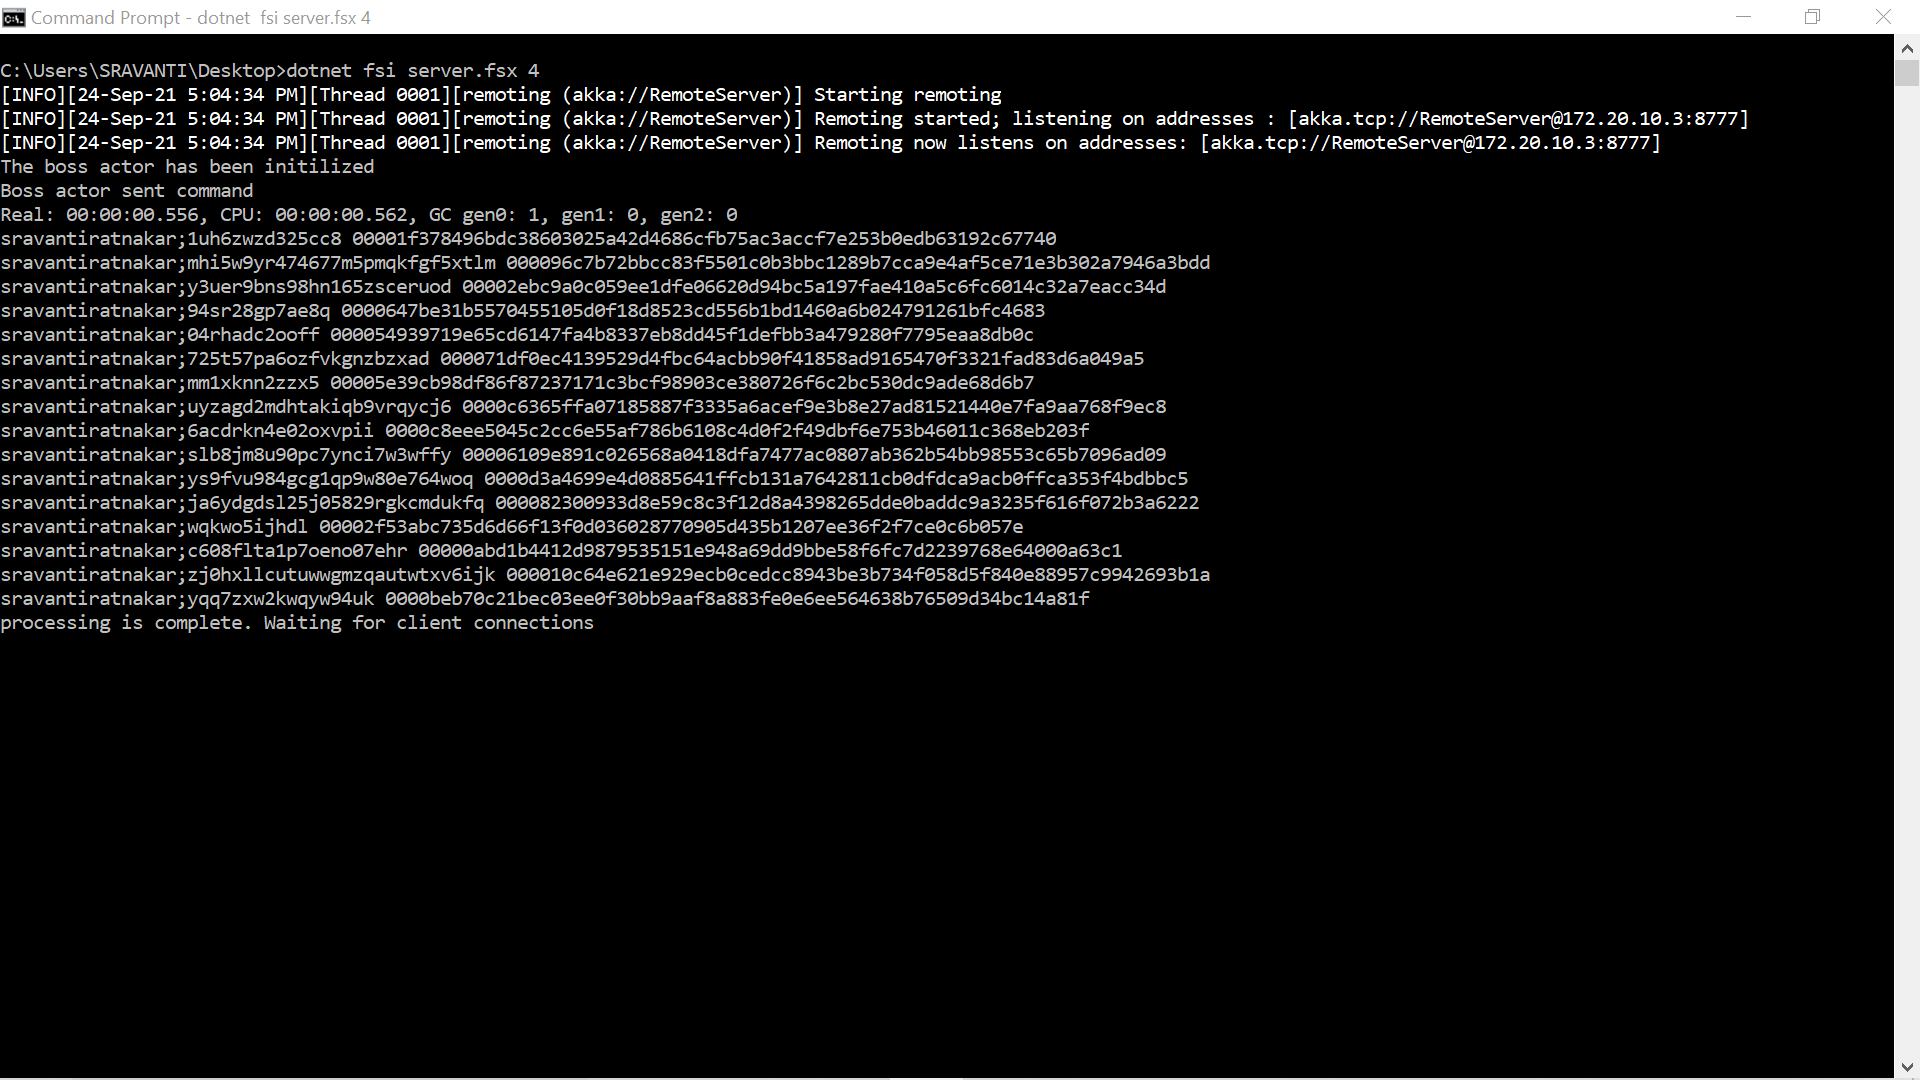 Command Prompt - dotnet  fsi server.fsx 4
C:\Users\SRAVANTI\Desktop>dotnet fsi server.fsx 4
[INFO][24-Sep-21 5:04:34 PM][Thread 0001][remoting (akka://RemoteServer)] Starting remoting
[INFO][24-Sep-21 5:04:34 PM][Thread 0001][remoting (akka://RemoteServer)] Remoting started; listening on addresses : [akka.tcp://RemoteServer@172.20.10.3:8777]
[INFO][24-Sep-21 5:04:34 PM][Thread 0001][remoting (akka://RemoteServer)] Remoting now listens on addresses: [akka.tcp://RemoteServer@172.20.10.3:8777]
The boss actor has been initilized
Boss actor sent command
Real: 00:00:00.556, CPU: 00:00:00.562, GC gen0: 1, gen1: 0, gen2: 0
sravantiratnakar;1uh6zwzd325cc8 00001f378496bdc38603025a42d4686cfb75ac3accf7e253b0edb63192c67740
sravantiratnakar;mhi5w9yr474677m5pmqkfgf5xtlm 000096c7b72bbcc83f5501c0b3bbc1289b7cca9e4af5ce71e3b302a7946a3bdd
sravantiratnakar;y3uer9bns98hn165zsceruod 00002ebc9a0c059ee1dfe06620d94bc5a197fae410a5c6fc6014c32a7eacc34d
sravantiratnakar;94sr28gp7ae8q 0000647be31b5570455105d0f18d8523cd556b1bd1460a6b024791261bfc4683
sravantiratnakar;04rhadc2ooff 000054939719e65cd6147fa4b8337eb8dd45f1defbb3a479280f7795eaa8db0c
sravantiratnakar;725t57pa6ozfvkgnzbzxad 000071df0ec4139529d4fbc64acbb90f41858ad9165470f3321fad83d6a049a5
sravantiratnakar;mm1xknn2zzx5 00005e39cb98df86f87237171c3bcf98903ce380726f6c2bc530dc9ade68d6b7
sravantiratnakar;uyzagd2mdhtakiqb9vrqycj6 0000c6365ffa07185887f3335a6acef9e3b8e27ad81521440e7fa9aa768f9ec8
sravantiratnakar;6acdrkn4e02oxvpii 0000c8eee5045c2cc6e55af786b6108c4d0f2f49dbf6e753b46011c368eb203f
sravantiratnakar;slb8jm8u90pc7ynci7w3wffy 00006109e891c026568a0418dfa7477ac0807ab362b54bb98553c65b7096ad09
sravantiratnakar;ys9fvu984gcg1qp9w80e764woq 0000d3a4699e4d0885641ffcb131a7642811cb0dfdca9acb0ffca353f4bdbbc5
sravantiratnakar;ja6ydgdsl25j05829rgkcmdukfq 000082300933d8e59c8c3f12d8a4398265dde0baddc9a3235f616f072b3a6222
sravantiratnakar;wqkwo5ijhdl 00002f53abc735d6d66f13f0d036028770905d435b1207ee36f2f7ce0c6b057e
sravantiratnakar;c608flta1p7oeno07ehr 00000abd1b4412d9879535151e948a69dd9bbe58f6fc7d2239768e64000a63c1
sravantiratnakar;zj0hxllcutuwwgmzqautwtxv6ijk 000010c64e621e929ecb0cedcc8943be3b734f058d5f840e88957c9942693b1a
sravantiratnakar;yqq7zxw2kwqyw94uk 0000beb70c21bec03ee0f30bb9aaf8a883fe0e6ee564638b76509d34bc14a81f
processing is complete. Waiting for client connections